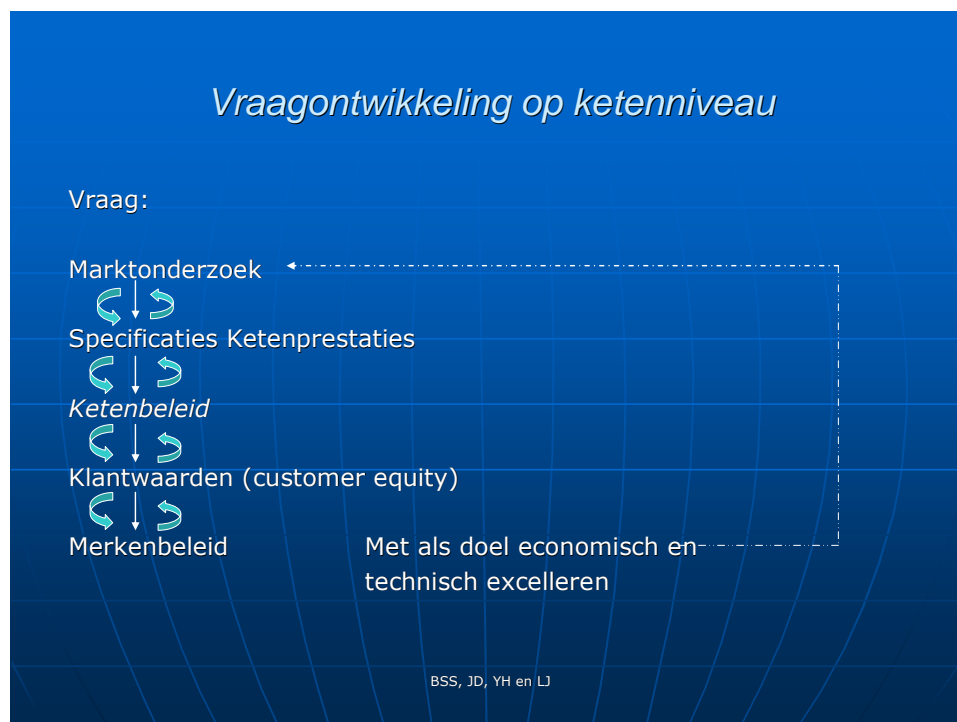 Vraagontwikkeling op ketenniveau
Vraag:
Marktonderzoek
Specificaties Ketenprestaties
Ketenbeleid
Klantwaarden (customer equity)
Merkenbeleid Met als doel economisch en
technisch excelleren
BSS, JD, YH en LJ